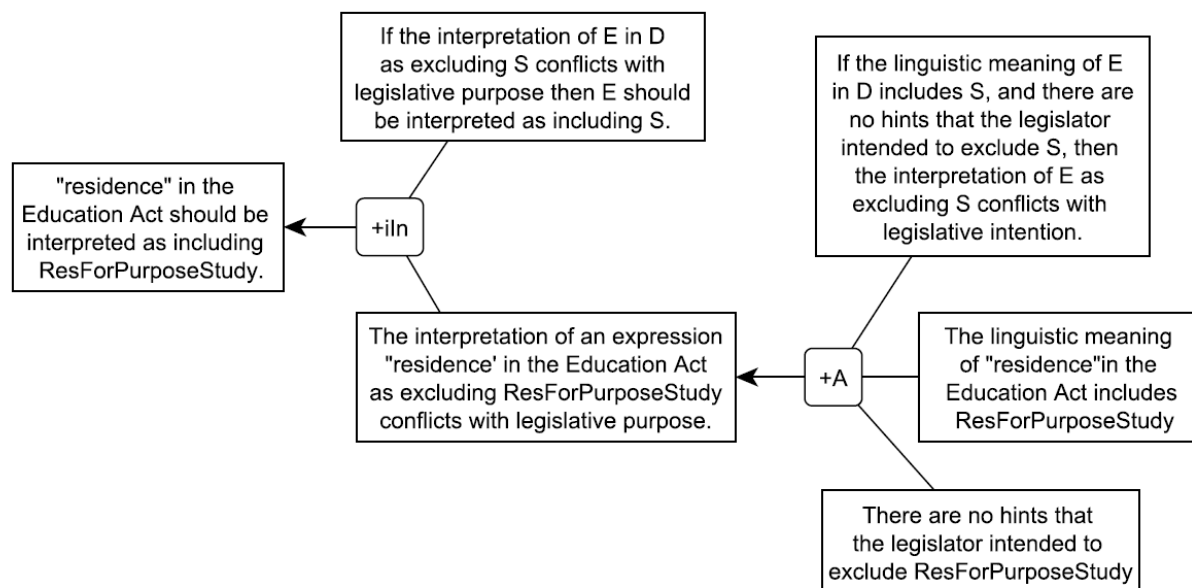 If the interpretation of E in D
as excluding S conflicts with
legislative purpose then E should
be interpreted as including S.
If the linguistic meaning of E
in D includes S, and there are
no hints that the legislator
intended to exclude S, then
the interpretation of E as
excluding S conflicts with
legislative intention.
"residence" in the
Education Act should be
interpreted as including
ResForPurposeStudy.
+iIn
The interpretation of an expression
"residence' in the Education Act
as excluding ResForPurposeStudy
conflicts with legislative purpose.
+A
The linguistic meaning
of "residence"in the
Education Act includes
ResForPurposeStudy
There are no hints that
the legislator intended to
exclude ResForPurposeStudy